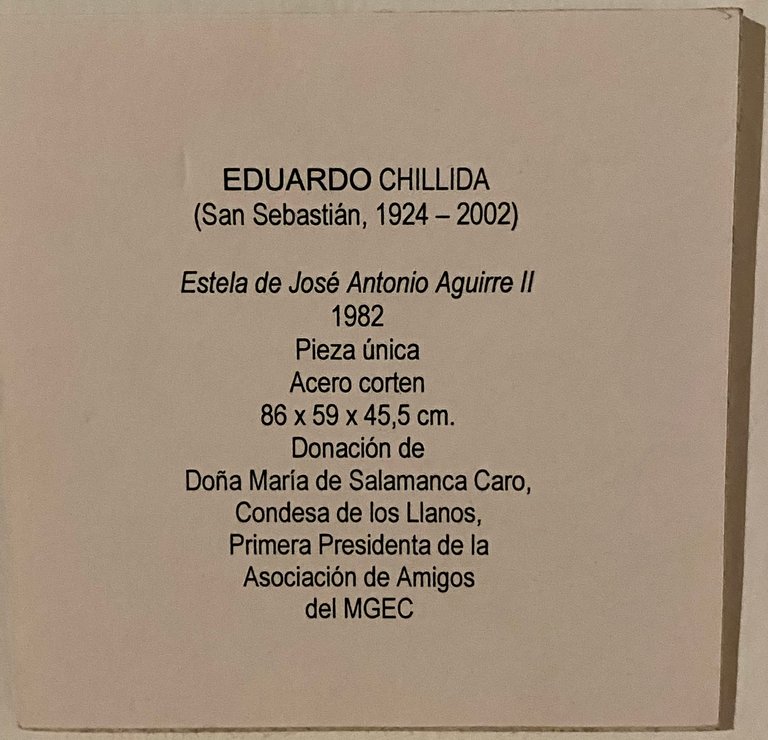 EDUARDO CHILLIDA
(San Sebastián, 1924 – 2002)
Estela de José Antonio Aguirre II
1982
Pieza única
Acero corten
86 x 59 x 45,5 cm.
Donación de
Doña María de Salamanca Caro,
Condesa de los Llanos,
Primera Presidenta de la
Asociación de Amigos
del MGEC